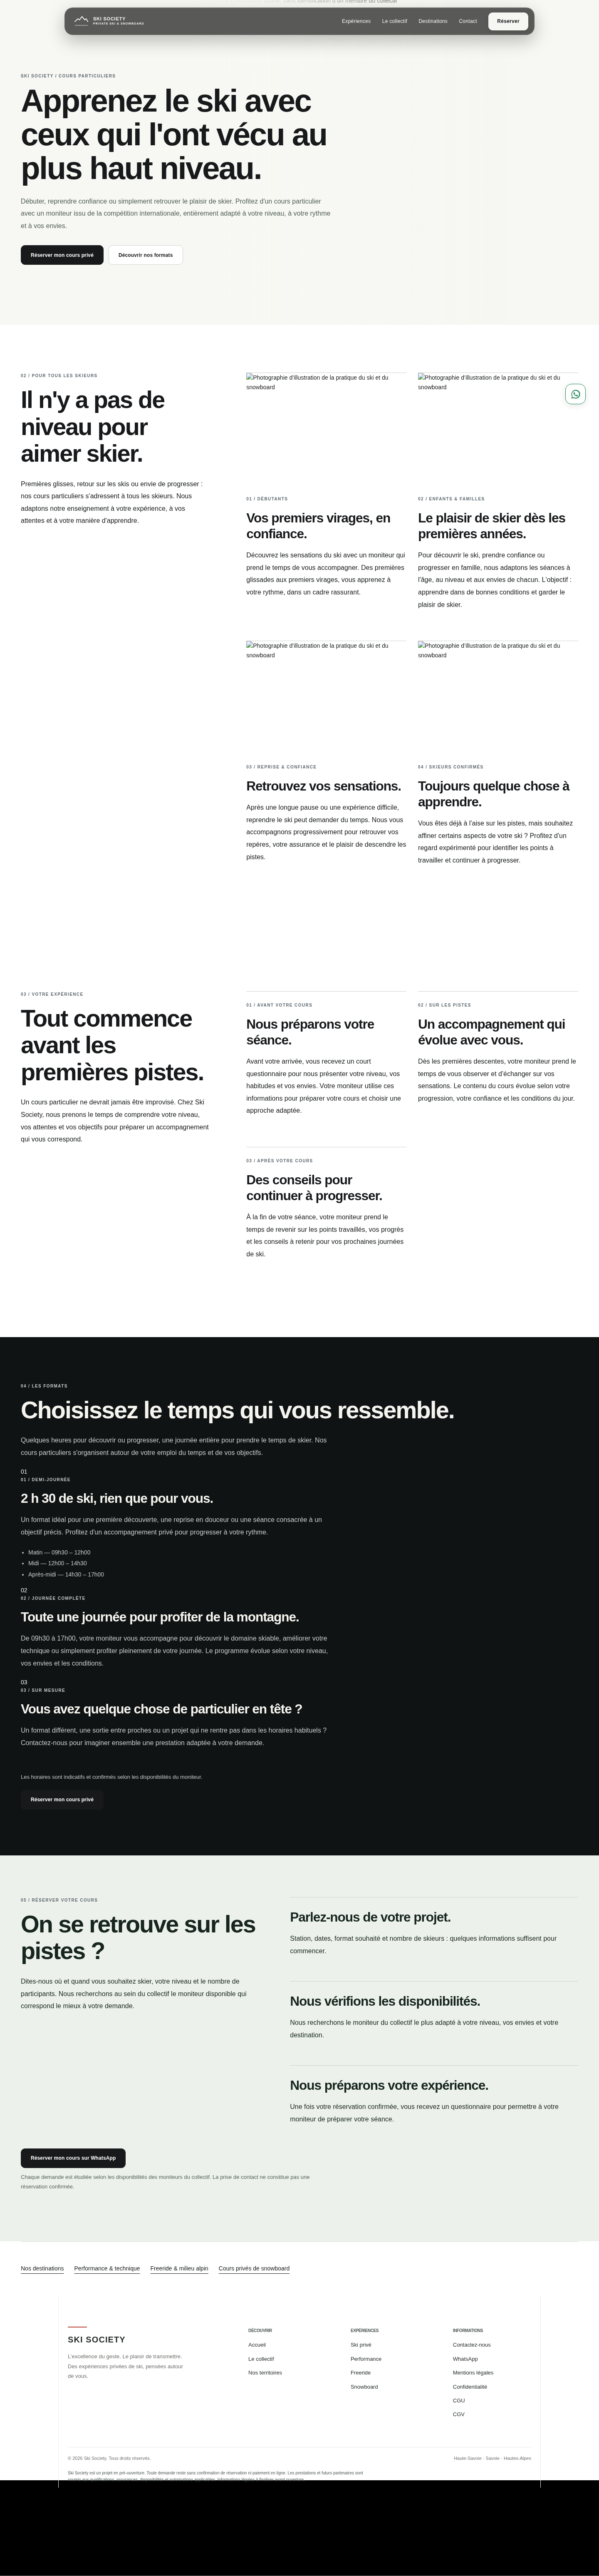 SKI SOCIETY
PRIVATE SKI & SNOWBOARD
Expériences
Le collectif
Destinations
Contact
Réserver
SKI SOCIETY / COURS PARTICULIERS
Apprenez le ski avec
ceux qui l'ont vécu au
plus haut niveau.
Débuter, reprendre confiance ou simplement retrouver le plaisir de skier. Profitez d'un cours particulier
avec un moniteur issu de la compétition internationale, entièrement adapté à votre niveau, à votre rythme
et à vos envies.
Réserver mon cours privé
Découvrir nos formats
02 / POUR TOUS LES SKIEURS
Il n'y a pas de
niveau pour
aimer skier.
Premières glisses, retour sur les skis ou envie de progresser :
nos cours particuliers s'adressent à tous les skieurs. Nous
adaptons notre enseignement à votre expérience, à vos
attentes et à votre manière d'apprendre.
Photographie d'illustration de la pratique du ski et du
snowboard
01 / DÉBUTANTS
Vos premiers virages, en
confiance.
Découvrez les sensations du ski avec un moniteur qui
prend le temps de vous accompagner. Des premières
glissades aux premiers virages, vous apprenez à
votre rythme, dans un cadre rassurant.
Photographie d'illustration de la pratique du ski et du
snowboard
02 / ENFANTS & FAMILLES
Le plaisir de skier dès les
premières années.
Pour découvrir le ski, prendre confiance ou
progresser en famille, nous adaptons les séances à
l'âge, au niveau et aux envies de chacun. L'objectif :
apprendre dans de bonnes conditions et garder le
plaisir de skier.
Photographie d'illustration de la pratique du ski et du
snowboard
03 / REPRISE & CONFIANCE
Retrouvez vos sensations.
Après une longue pause ou une expérience difficile,
reprendre le ski peut demander du temps. Nous vous
accompagnons progressivement pour retrouver vos
repères, votre assurance et le plaisir de descendre les
pistes.
Photographie d'illustration de la pratique du ski et du
snowboard
04 / SKIEURS CONFIRMÉS
Toujours quelque chose à
apprendre.
Vous êtes déjà à l'aise sur les pistes, mais souhaitez
affiner certains aspects de votre ski ? Profitez d'un
regard expérimenté pour identifier les points à
travailler et continuer à progresser.
03 / VOTRE EXPÉRIENCE
Tout commence
avant les
premières pistes.
Un cours particulier ne devrait jamais être improvisé. Chez Ski
Society, nous prenons le temps de comprendre votre niveau,
vos attentes et vos objectifs pour préparer un accompagnement
qui vous correspond.
01 / AVANT VOTRE COURS
Nous préparons votre
séance.
Avant votre arrivée, vous recevez un court
questionnaire pour nous présenter votre niveau, vos
habitudes et vos envies. Votre moniteur utilise ces
informations pour préparer votre cours et choisir une
approche adaptée.
02 / SUR LES PISTES
Un accompagnement qui
évolue avec vous.
Dès les premières descentes, votre moniteur prend le
temps de vous observer et d'échanger sur vos
sensations. Le contenu du cours évolue selon votre
progression, votre confiance et les conditions du jour.
03 / APRÈS VOTRE COURS
Des conseils pour
continuer à progresser.
À la fin de votre séance, votre moniteur prend le
temps de revenir sur les points travaillés, vos progrès
et les conseils à retenir pour vos prochaines journées
de ski.
04 / LES FORMATS
Choisissez le temps qui vous ressemble.
Quelques heures pour découvrir ou progresser, une journée entière pour profiter du temps de skier. Nos
cours particuliers s'organisent autour de votre emploi du temps et de vos objectifs.
01
01 / DEMI-JOURNÉE
2 h 30 de ski, rien que pour vous.
Un format idéal pour une première découverte, une reprise en douceur ou une séance consacrée à un
objectif précis. Profitez d'un accompagnement privé pour progresser à votre rythme.
• Matin — 09h30 – 12h00
• Midi — 12h00 – 14h30
• Après-midi — 14h30 – 17h00
02
02 / JOURNÉE COMPLÈTE
Toute une journée pour profiter de la montagne.
De 09h30 à 17h00, votre moniteur vous accompagne pour découvrir le domaine skiable, améliorer votre
technique ou simplement profiter pleinement de votre journée. Le programme évolue selon votre niveau,
vos envies et les conditions.
03
03 / SUR MESURE
Vous avez quelque chose de particulier en tête ?
Un format différent, une sortie entre proches ou un projet qui ne rentre pas dans les horaires habituels ?
Contactez-nous pour imaginer ensemble une prestation adaptée à votre demande.
Les horaires sont indicatifs et confirmés selon les disponibilités du moniteur.
Réserver mon cours privé
05 / RÉSERVER VOTRE COURS
On se retrouve sur les
pistes ?
Dites-nous où et quand vous souhaitez skier, votre niveau et le nombre de
participants. Nous recherchons au sein du collectif le moniteur disponible qui
correspond le mieux à votre demande.
Parlez-nous de votre projet.
Station, dates, format souhaité et nombre de skieurs : quelques informations suffisent pour
commencer.
Nous vérifions les disponibilités.
Nous recherchons le moniteur du collectif le plus adapté à votre niveau, vos envies et votre
destination.
Nous préparons votre expérience.
Une fois votre réservation confirmée, vous recevez un questionnaire pour permettre à votre
moniteur de préparer votre séance.
Réserver mon cours sur WhatsApp
Chaque demande est étudiée selon les disponibilités des moniteurs du collectif. La prise de contact ne constitue pas une
réservation confirmée.
Nos destinations
Performance & technique
Freeride & milieu alpin
Cours privés de snowboard
SKI SOCIETY
L'excellence du geste. Le plaisir de transmettre.
Des expériences privées de ski, pensées autour
de vous.
DÉCOUVRIR
Accueil
Le collectif
Nos territoires
EXPÉRIENCES
Ski privé
Performance
Freeride
Snowboard
INFORMATIONS
Contactez-nous
WhatsApp
Mentions légales
Confidentialité
CGU
CGV
© 2026 Ski Society. Tous droits réservés.
Haute-Savoie · Savoie · Hautes-Alpes
Ski Society est un projet en pré-ouverture. Toute demande reste sans confirmation de réservation ni paiement en ligne. Les prestations et futurs partenaires sont